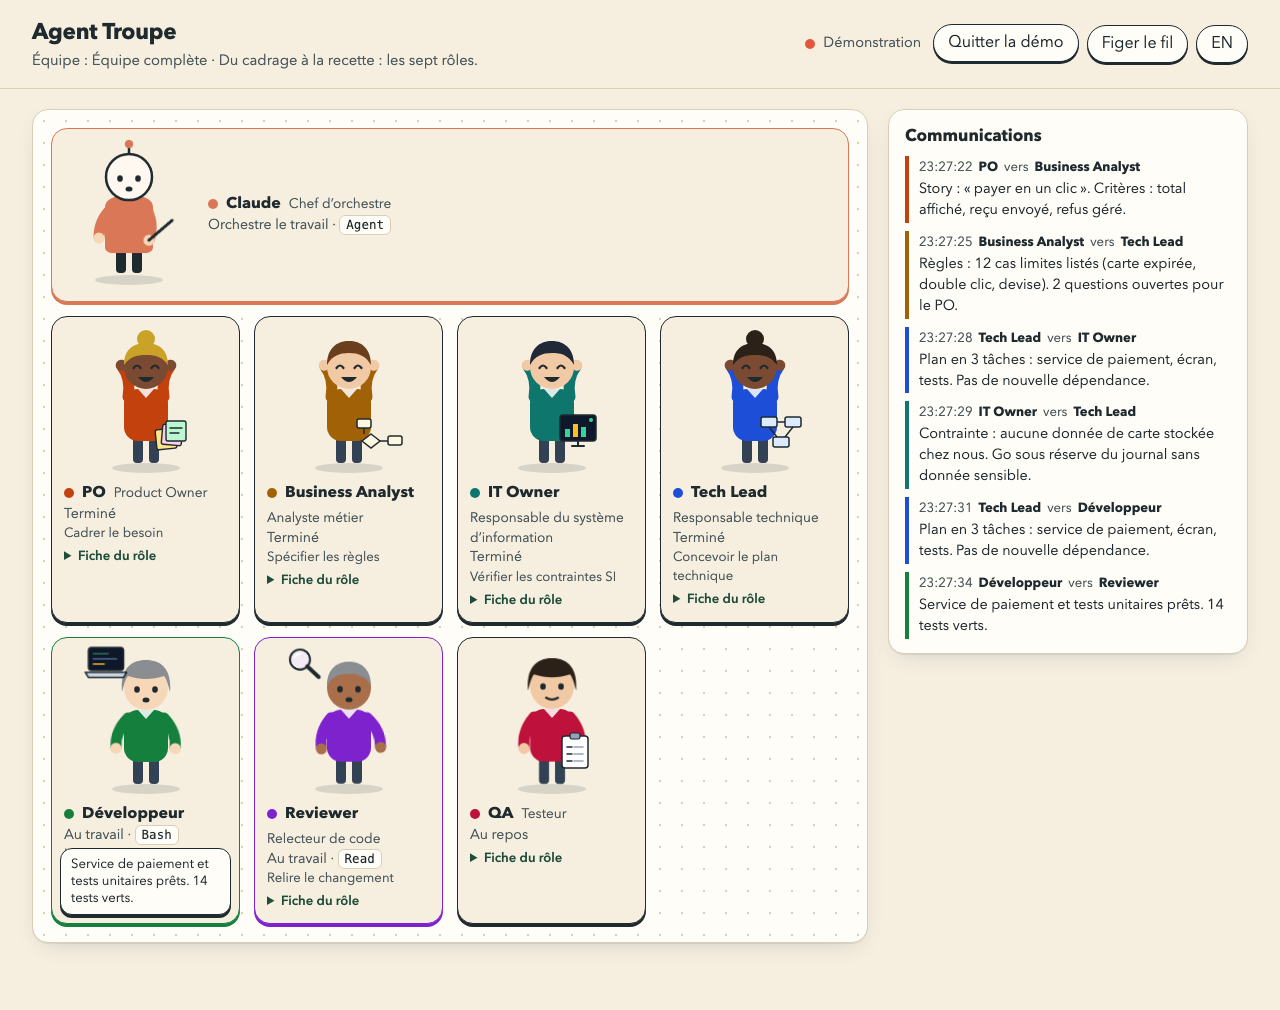 Agent Troupe
Équipe : Équipe complète · Du cadrage à la recette : les sept rôles.
Démonstration
Quitter la démo
Figer le fil
EN
Claude Chef d’orchestre
Orchestre le travail · Agent
PO Product Owner
Terminé
Cadrer le besoin
Fiche du rôle
Business Analyst
Analyste métier
Terminé
Spécifier les règles
Fiche du rôle
IT Owner
Responsable du système
d’information
Terminé
Vérifier les contraintes SI
Fiche du rôle
Tech Lead
Responsable technique
Terminé
Concevoir le plan
technique
Fiche du rôle
Développeur
Au travail · Bash
Service de paiement et
tests unitaires prêts. 14
tests verts.
Reviewer
Relecteur de code
Au travail · Read
Relire le changement
Fiche du rôle
QA Testeur
Au repos
Fiche du rôle
Communications
23:27:22 PO vers Business Analyst
Story : « payer en un clic ». Critères : total
affiché, reçu envoyé, refus géré.
23:27:25 Business Analyst vers Tech Lead
Règles : 12 cas limites listés (carte expirée,
double clic, devise). 2 questions ouvertes pour
le PO.
23:27:28 Tech Lead vers IT Owner
Plan en 3 tâches : service de paiement, écran,
tests. Pas de nouvelle dépendance.
23:27:29 IT Owner vers Tech Lead
Contrainte : aucune donnée de carte stockée
chez nous. Go sous réserve du journal sans
donnée sensible.
23:27:31 Tech Lead vers Développeur
Plan en 3 tâches : service de paiement, écran,
tests. Pas de nouvelle dépendance.
23:27:34 Développeur vers Reviewer
Service de paiement et tests unitaires prêts. 14
tests verts.